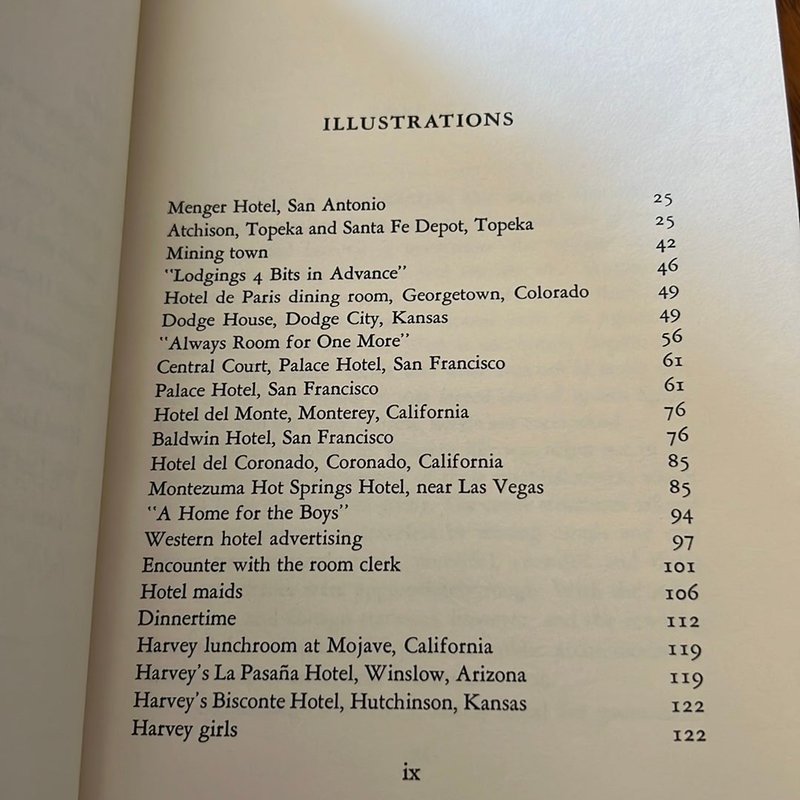 ILLUSTRATIONS
Menger Hotel, San Antonio 25
Atchison, Topeka and Santa Fe Depot, Topeka 25
Mining town 42
"Lodgings 4 Bits in Advance" 46
Hotel de Paris dining room, Georgetown, Colorado 49
Dodge House, Dodge City, Kansas 49
"Always Room for One More" 56
Central Court, Palace Hotel, San Francisco 61
Palace Hotel, San Francisco 61
Hotel del Monte, Monterey, California 76
Baldwin Hotel, San Francisco 76
Hotel del Coronado, Coronado, California 85
Montezuma Hot Springs Hotel, near Las Vegas 85
"A Home for the Boys" 94
Western hotel advertising 97
Encounter with the room clerk 101
Hotel maids 106
Dinnertime 112
Harvey lunchroom at Mojave, California 119
Harvey's La Pasaña Hotel, Winslow, Arizona 119
Harvey's Bisconte Hotel, Hutchinson, Kansas 122
Harvey girls 122
ix